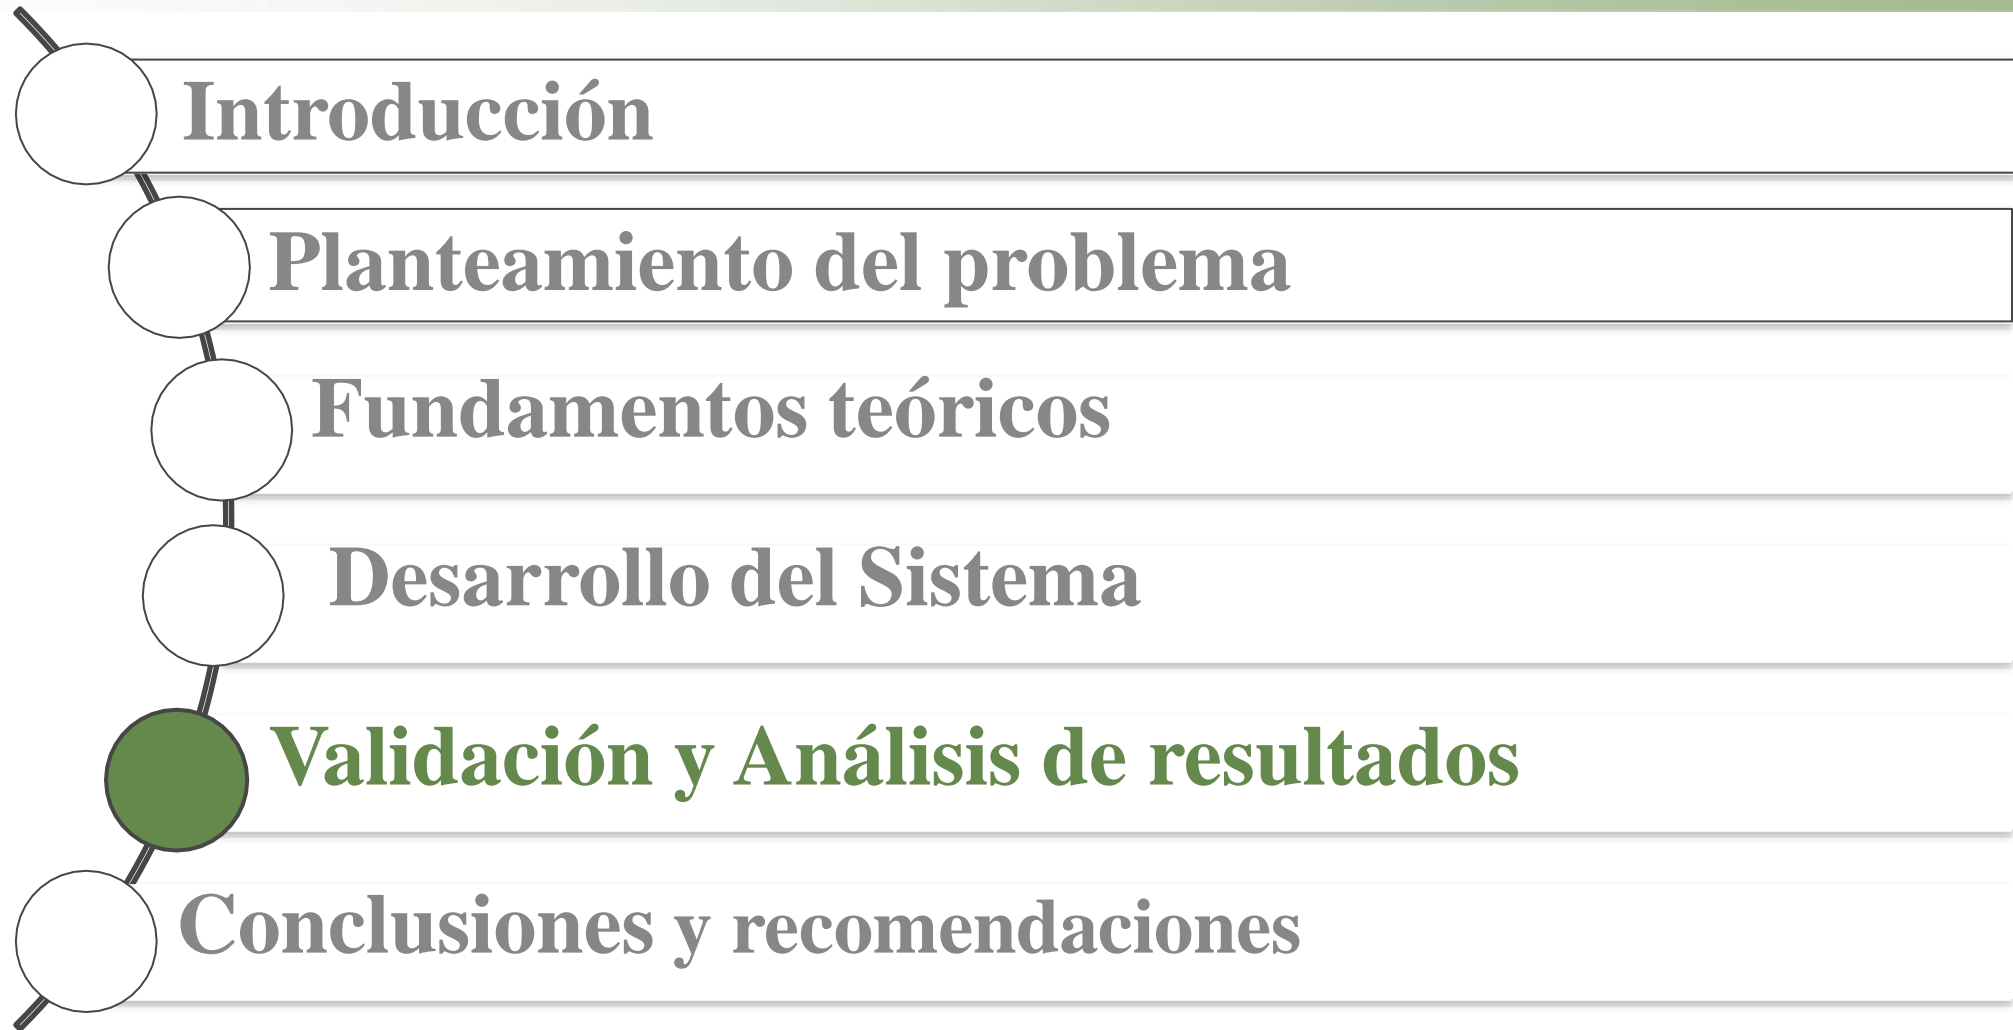 Introducción
Planteamiento del problema
Fundamentos teóricos
Desarrollo del Sistema
Validación y Análisis de resultados
Conclusiones y recomendaciones